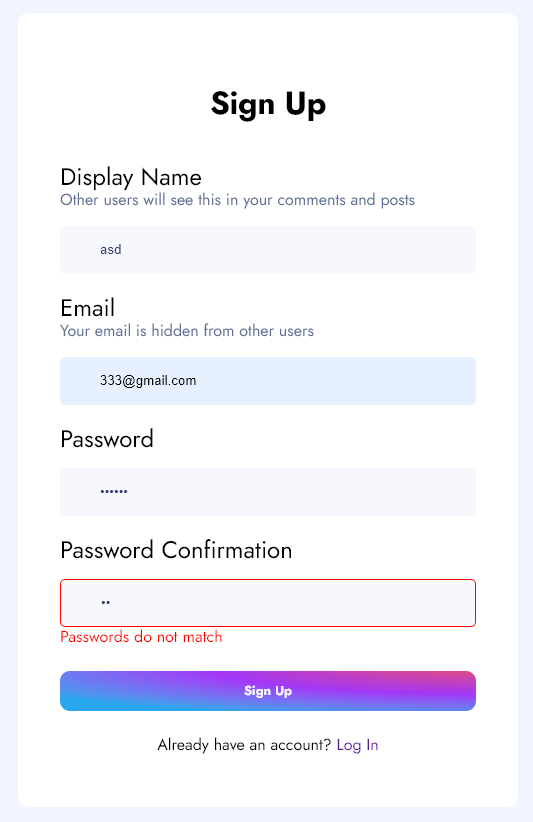 Sign Up
Display Name
Other users will see this in your comments and posts
asd
Email
Your email is hidden from other users
333@gmail.com
Password
••••••
Password Confirmation
••
Passwords do not match
Sign Up
Already have an account? Log In